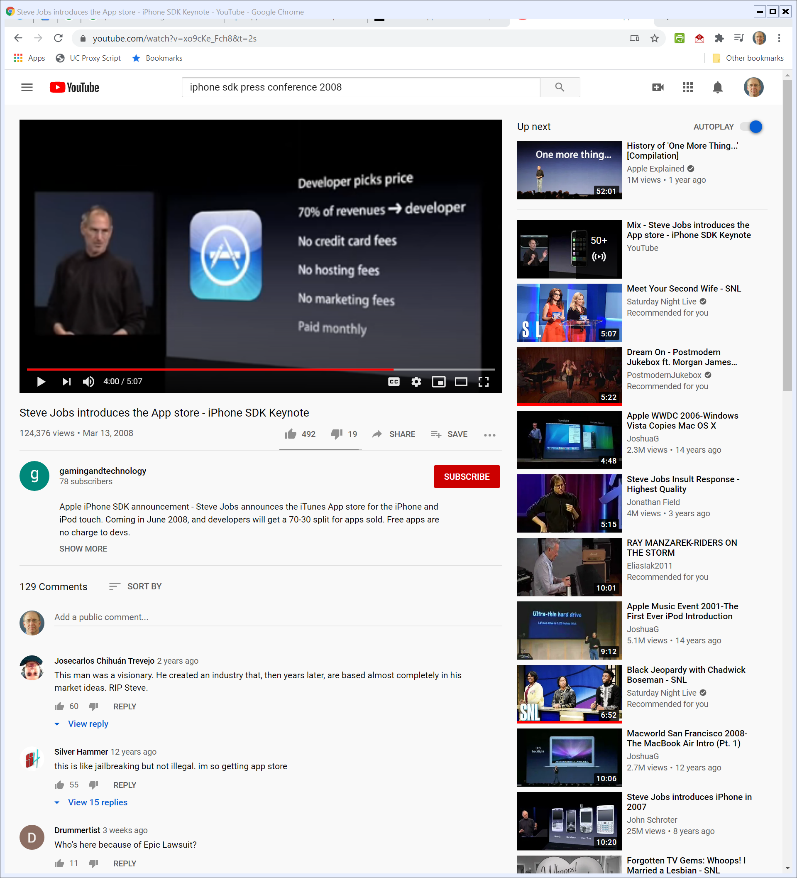 Steve Jobs introduces the App store - iPhone SDK Keynote - YouTube - Google Chrome
youtube.com/watch?v=xo9cKe_Fch8&t=2s
Apps
UC Proxy Script
Bookmarks
Other bookmarks
YouTube
iphone sdk press conference 2008
Developer picks price
70% of revenues → developer
No credit card fees
No hosting fees
No marketing fees
Paid monthly
4:00 / 5:07
CC
Steve Jobs introduces the App store - iPhone SDK Keynote
124,376 views • Mar 13, 2008
492
19
SHARE
SAVE
g
gamingandtechnology
78 subscribers
SUBSCRIBE
Apple iPhone SDK announcement - Steve Jobs announces the iTunes App store for the iPhone and
iPod touch. Coming in June 2008, and developers will get a 70-30 split for apps sold. Free apps are
no charge to devs.
SHOW MORE
129 Comments
SORT BY
Add a public comment...
Josecarlos Chihuán Trevejo 2 years ago
This man was a visionary. He created an industry that, then years later, are based almost completely in his
market ideas. RIP Steve.
60
REPLY
View reply
Silver Hammer 12 years ago
this is like jailbreaking but not illegal. im so getting app store
55
REPLY
View 15 replies
D
Drummertist 3 weeks ago
Who's here because of Epic Lawsuit?
11
REPLY
Up next
AUTOPLAY
One more thing...
52:01
History of 'One More Thing...'
[Compilation]
Apple Explained
1M views • 1 year ago
50+
Mix - Steve Jobs introduces the
App store - iPhone SDK Keynote
YouTube
SNL
5:07
Meet Your Second Wife - SNL
Saturday Night Live
Recommended for you
5:22
Dream On - Postmodern
Jukebox ft. Morgan James...
PostmodernJukebox
Recommended for you
4:48
Apple WWDC 2006-Windows
Vista Copies Mac OS X
JoshuaG
2.3M views • 14 years ago
5:15
Steve Jobs Insult Response -
Highest Quality
Jonathan Field
4M views • 3 years ago
10:01
RAY MANZAREK-RIDERS ON
THE STORM
Eliasiak2011
Recommended for you
Ultra-thin hard drive
9:12
Apple Music Event 2001-The
First Ever iPod Introduction
JoshuaG
5.1M views • 14 years ago
SNL
6:52
Black Jeopardy with Chadwick
Boseman - SNL
Saturday Night Live
Recommended for you
10:06
Macworld San Francisco 2008-
The MacBook Air Intro (Pt. 1)
JoshuaG
2.7M views • 12 years ago
10:20
Steve Jobs introduces iPhone in
2007
John Schroter
25M views • 8 years ago
Whoops!
Forgotten TV Gems: Whoops! I
Married a Lesbian - SNL